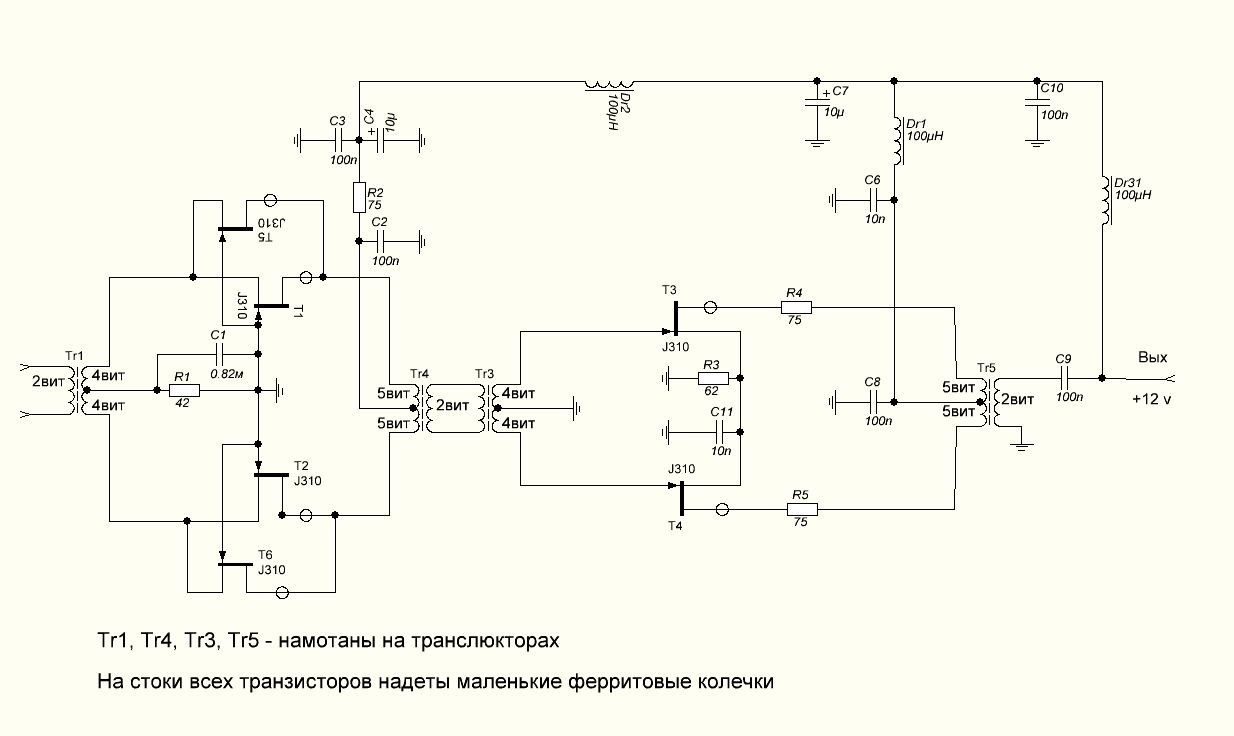 C3
100n
C4
10µ
Dr2
100µH
C7
10µ
C10
100n
Dr1
100µH
R2
75
C6
10n
Dr31
100µH
T5
J310
C2
100n
T1
J310
T3
J310
R4
75
C1
0.82м
Tr1
2вит
4вит
4вит
R1
42
Tr4
5вит
5вит
2вит
Tr3
4вит
4вит
R3
62
C11
10n
C8
100n
Tr5
5вит
5вит
2вит
C9
100n
Вых
+12 v
T2
J310
J310
T4
R5
75
T6
J310
Tr1, Tr4, Tr3, Tr5 - намотаны на транслюкторах
На стоки всех транзисторов надеты маленькие ферритовые колечки